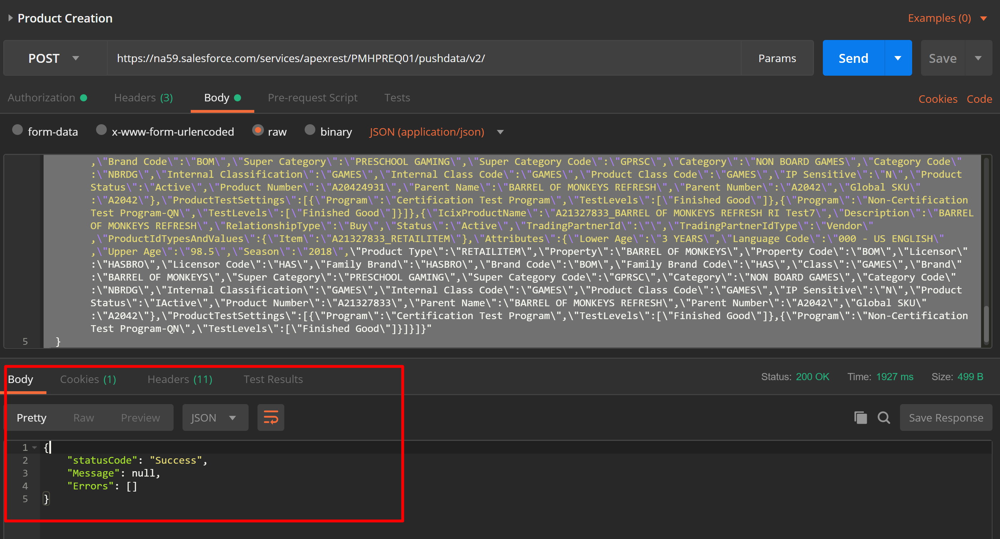 Product Creation
Examples (0)
POST
https://na59.salesforce.com/services/apexrest/PMHPREQ01/pushdata/v2/
Params
Send
Save
Authorization
Headers (3)
Body
Pre-request Script
Tests
Cookies
Code
form-data
x-www-form-urlencoded
raw
binary
JSON (application/json)
,\"Brand Code\":\"BOM\",\"Super Category\":\"PRESCHOOL GAMING\",\"Super Category Code\":\"GPRSC\",\"Category\":\"NON BOARD GAMES\",\"Category Code\"
:\"NBRDG\",\"Internal Classification\":\"GAMES\",\"Internal Class Code\":\"GAMES\",\"Product Class Code\":\"GAMES\",\"IP Sensitive\":\"N\",\"Product
Status\":\"Active\",\"Product Number\":\"A20424931\",\"Parent Name\":\"BARREL OF MONKEYS REFRESH\",\"Parent Number\":\"A2042\",\"Global SKU\"
:\"A2042\"},\"ProductTestSettings\":[{\"Program\":\"Certification Test Program\",\"TestLevels\":[\"Finished Good\"]},{\"Program\":\"Non-Certification
Test Program-QN\",\"TestLevels\":[\"Finished Good\"]}]},{\"IcixProductName\":\"A21327833_BARREL OF MONKEYS REFRESH RI Test7\",\"Description\":\"BARREL
OF MONKEYS REFRESH\",\"RelationshipType\":\"Buy\",\"Status\":\"Active\",\"TradingPartnerId\":\"\",\"TradingPartnerIdType\":\"Vendor\"
,\"ProductIdTypesAndValues\":{\"Item\":\"A21327833_RETAILITEM\"},\"Attributes\":{\"Lower Age\":\"3 YEARS\",\"Language Code\":\"000 - US ENGLISH\"
,\"Upper Age\":\"98.5\",\"Season\":\"2018\",\"Product Type\":\"RETAILITEM\",\"Property\":\"BARREL OF MONKEYS\",\"Property Code\":\"BOM\",\"Licensor\"
:\"HASBRO\",\"Licensor Code\":\"HAS\",\"Family Brand\":\"HASBRO\",\"Brand Code\":\"BOM\",\"Family Brand Code\":\"HAS\",\"Class\":\"GAMES\",\"Brand\"
:\"BARREL OF MONKEYS\",\"Super Category\":\"PRESCHOOL GAMING\",\"Super Category Code\":\"GPRSC\",\"Category\":\"NON BOARD GAMES\",\"Category Code\"
:\"NBRDG\",\"Internal Classification\":\"GAMES\",\"Internal Class Code\":\"GAMES\",\"Product Class Code\":\"GAMES\",\"IP Sensitive\":\"N\",\"Product
Status\":\"IActive\",\"Product Number\":\"A21327833\",\"Parent Name\":\"BARREL OF MONKEYS REFRESH\",\"Parent Number\":\"A2042\",\"Global SKU\"
:\"A2042\"},\"ProductTestSettings\":[{\"Program\":\"Certification Test Program\",\"TestLevels\":[\"Finished Good\"]},{\"Program\":\"Non-Certification
Test Program-QN\",\"TestLevels\":[\"Finished Good\"]}]}]}"
5 }
Body
Cookies (1)
Headers (11)
Test Results
Status: 200 OK
Time: 1927 ms
Size: 499 B
Pretty
Raw
Preview
JSON
Save Response
1 {
2 "statusCode": "Success",
3 "Message": null,
4 "Errors": []
5 }